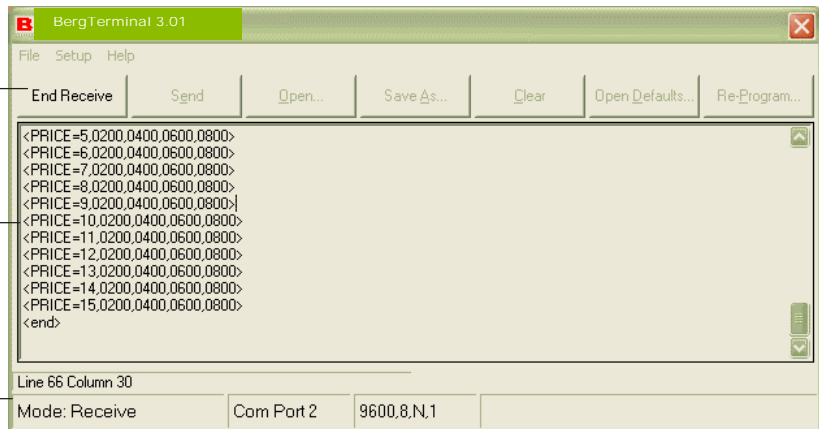 B BergTerminal 3.01
File Setup Help
End Receive Send Open... Save As... Clear Open Defaults... Re-Program...
<PRICE=5,0200,0400,0600,0800>
<PRICE=6,0200,0400,0600,0800>
<PRICE=7,0200,0400,0600,0800>
<PRICE=8,0200,0400,0600,0800>
<PRICE=9,0200,0400,0600,0800>
<PRICE=10,0200,0400,0600,0800>
<PRICE=11,0200,0400,0600,0800>
<PRICE=12,0200,0400,0600,0800>
<PRICE=13,0200,0400,0600,0800>
<PRICE=14,0200,0400,0600,0800>
<PRICE=15,0200,0400,0600,0800>
<end>
Line 66 Column 30
Mode: Receive Com Port 2 9600,8,N,1